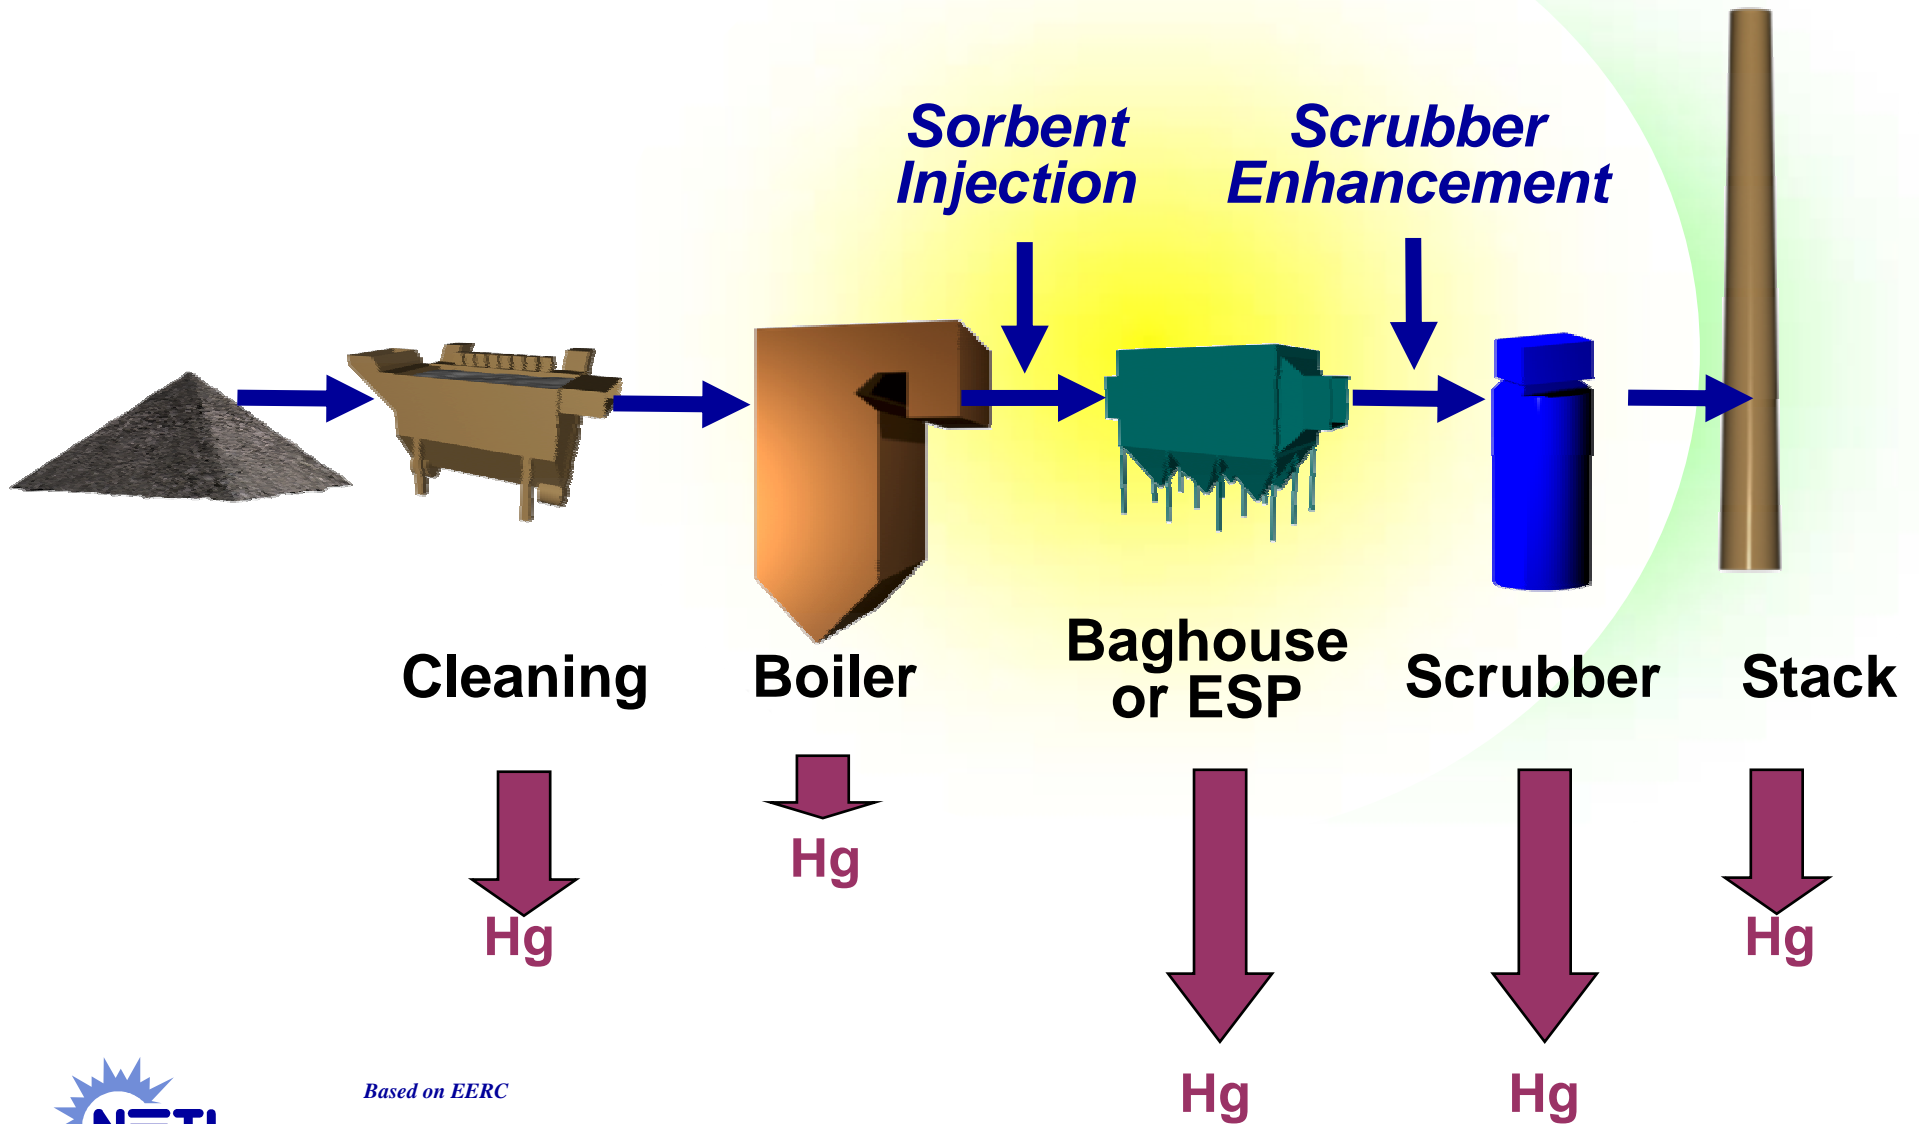 Sorbent
Injection
Scrubber
Enhancement
Cleaning
Boiler
Baghouse
or ESP
Scrubber
Stack
Hg
Hg
Hg
Hg
Hg
NETL
Based on EERC